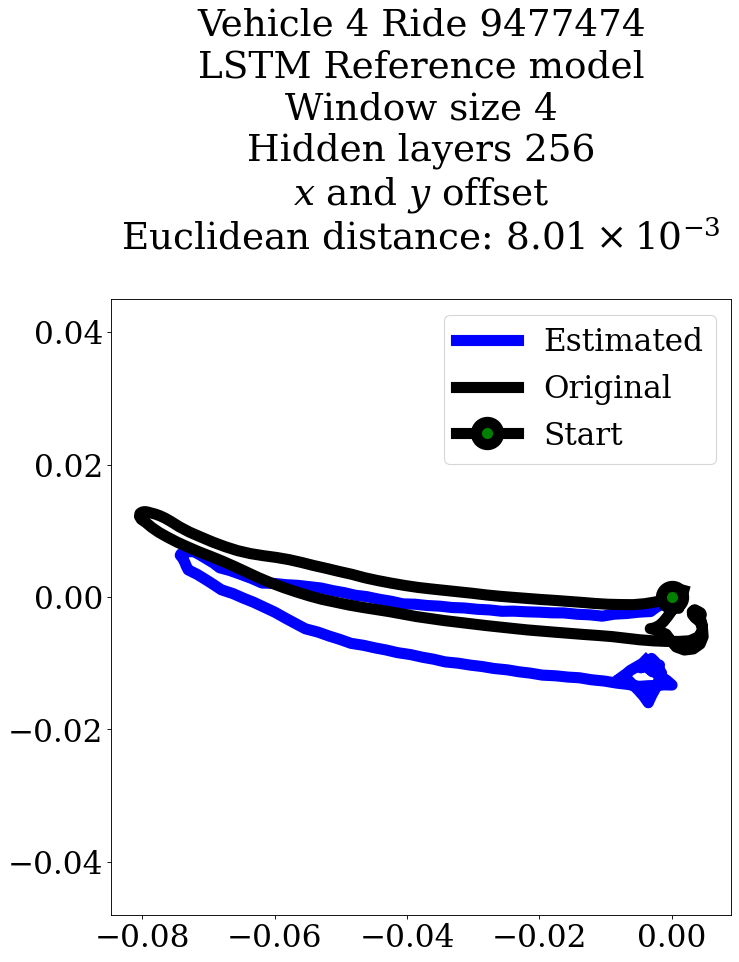 Vehicle 4 Ride 9477474
LSTM Reference model
Window size 4
Hidden layers 256
x and y offset
Euclidean distance: 8.01 × 10⁻³
Estimated
Original
Start
0.04
0.02
0.00
−0.02
−0.04
−0.08 −0.06 −0.04 −0.02 0.00